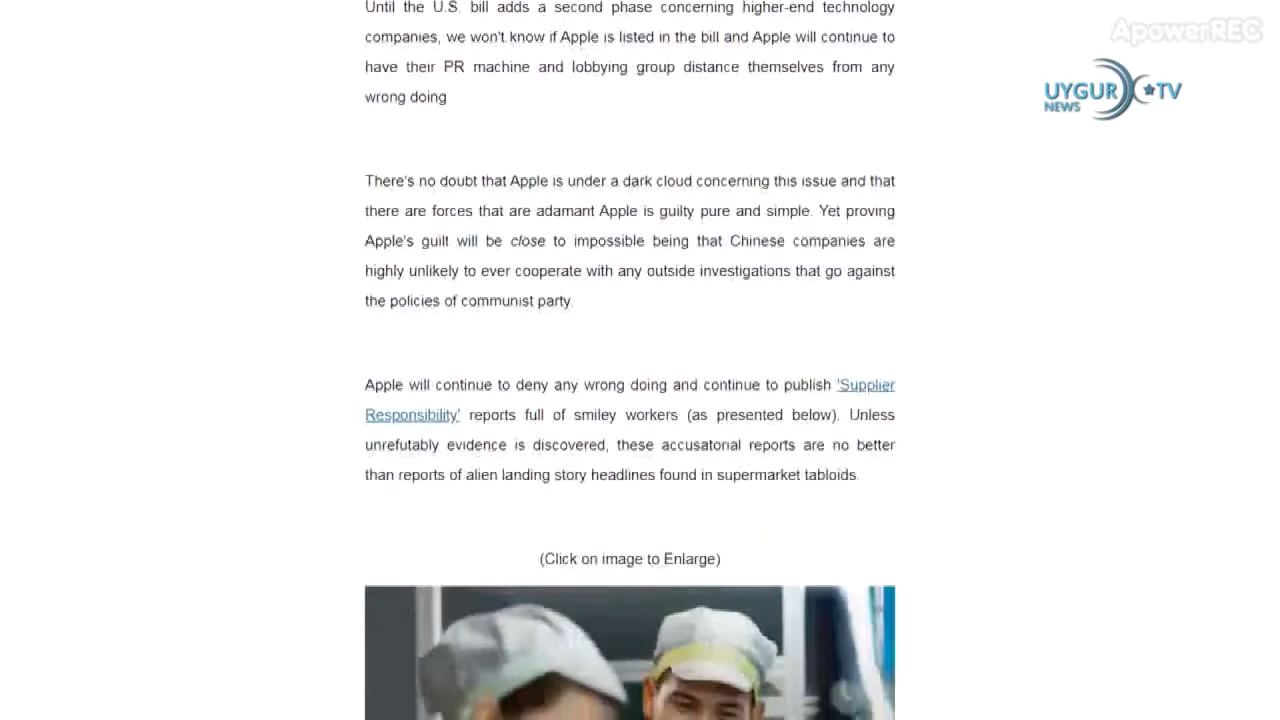 Until the U.S. bill adds a second phase concerning higher-end technology
companies, we won't know if Apple is listed in the bill and Apple will continue to
have their PR machine and lobbying group distance themselves from any
wrong doing
ApowerREC
UYGUR TV
NEWS
There's no doubt that Apple is under a dark cloud concerning this issue and that
there are forces that are adamant Apple is guilty pure and simple. Yet proving
Apple's guilt will be close to impossible being that Chinese companies are
highly unlikely to ever cooperate with any outside investigations that go against
the policies of communist party
Apple will continue to deny any wrong doing and continue to publish 'Supplier
Responsibility' reports full of smiley workers (as presented below). Unless
unrefutably evidence is discovered, these accusatorial reports are no better
than reports of alien landing story headlines found in supermarket tabloids.
(Click on image to Enlarge)